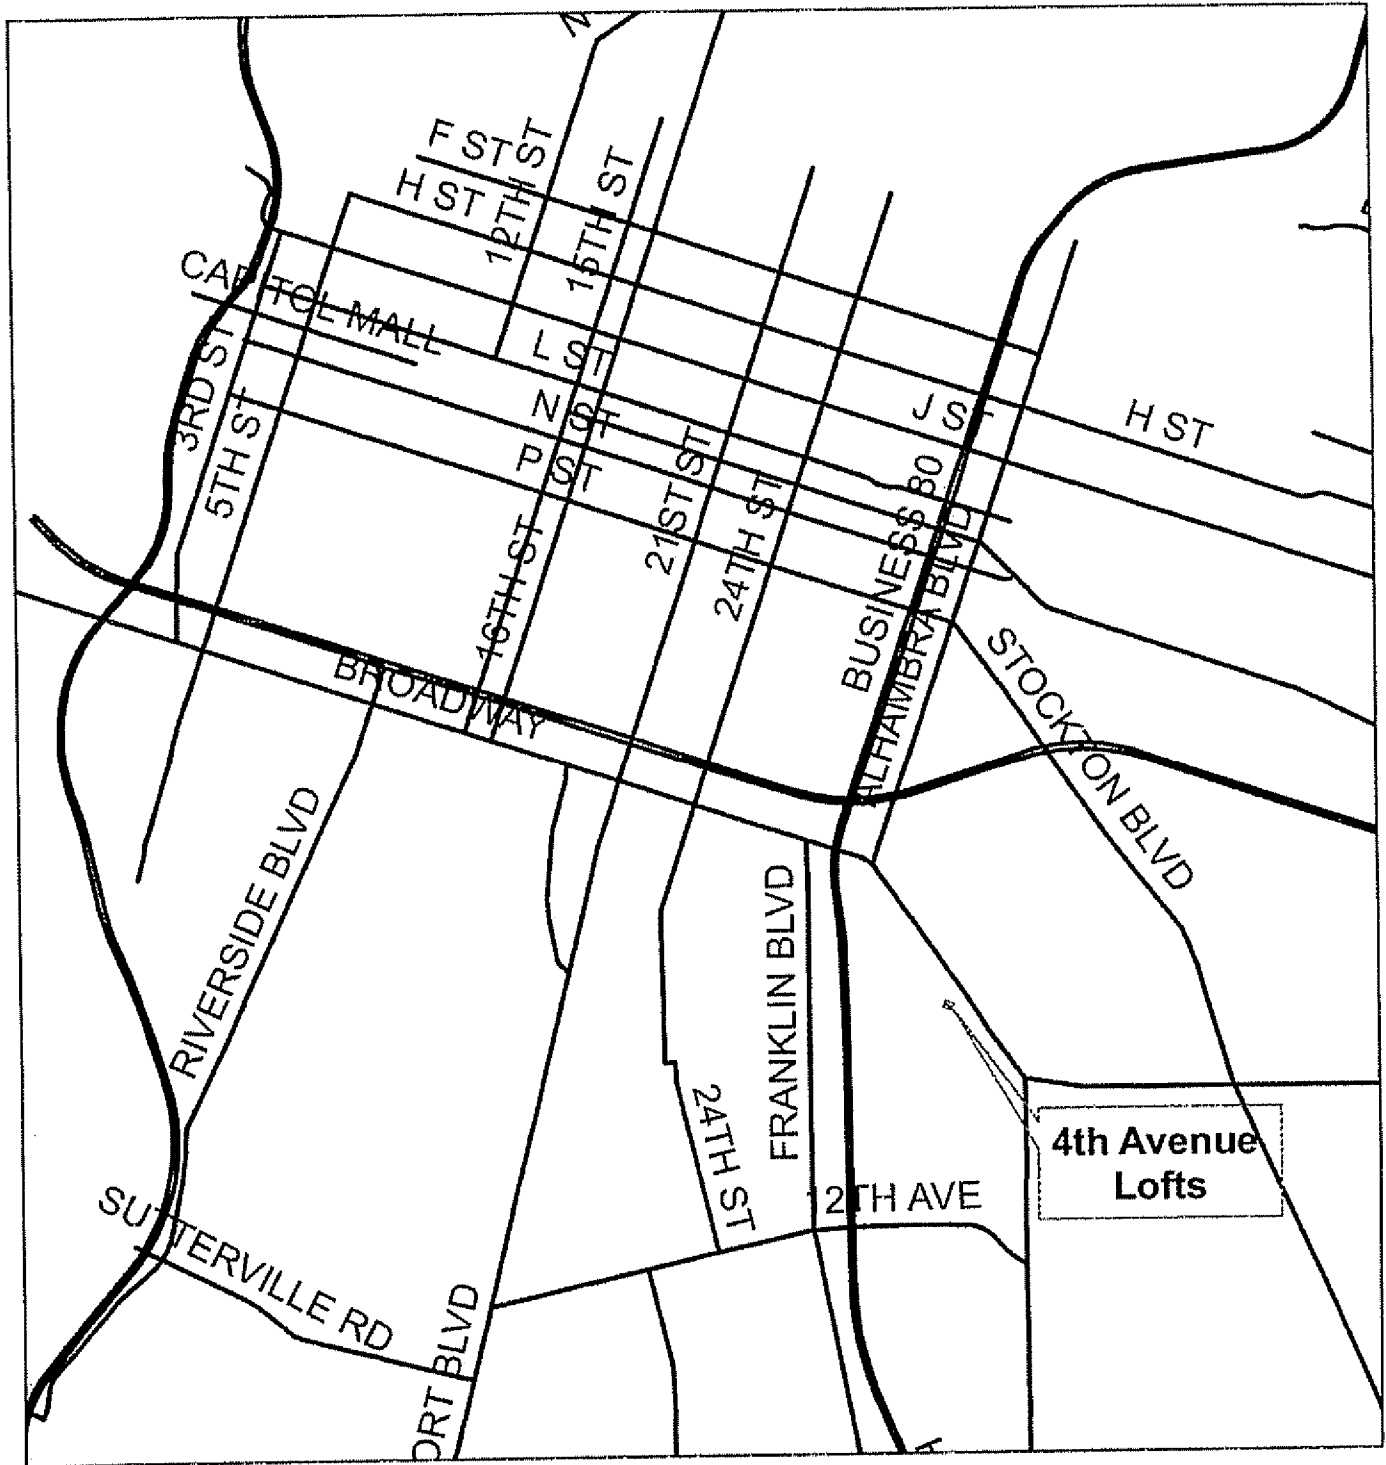 F ST
12TH ST
15TH ST
H ST
CAPITOL MALL
L ST
3RD ST
5TH ST
N ST
J ST
H ST
P ST
21ST ST
24TH ST
BUSINESS 80
ALHAMBRA BLVD
16TH ST
BROADWAY
STOCKTON BLVD
RIVERSIDE BLVD
FRANKLIN BLVD
24TH ST
4th Avenue
Lofts
12TH AVE
SUTTERVILLE RD
ORT BLVD